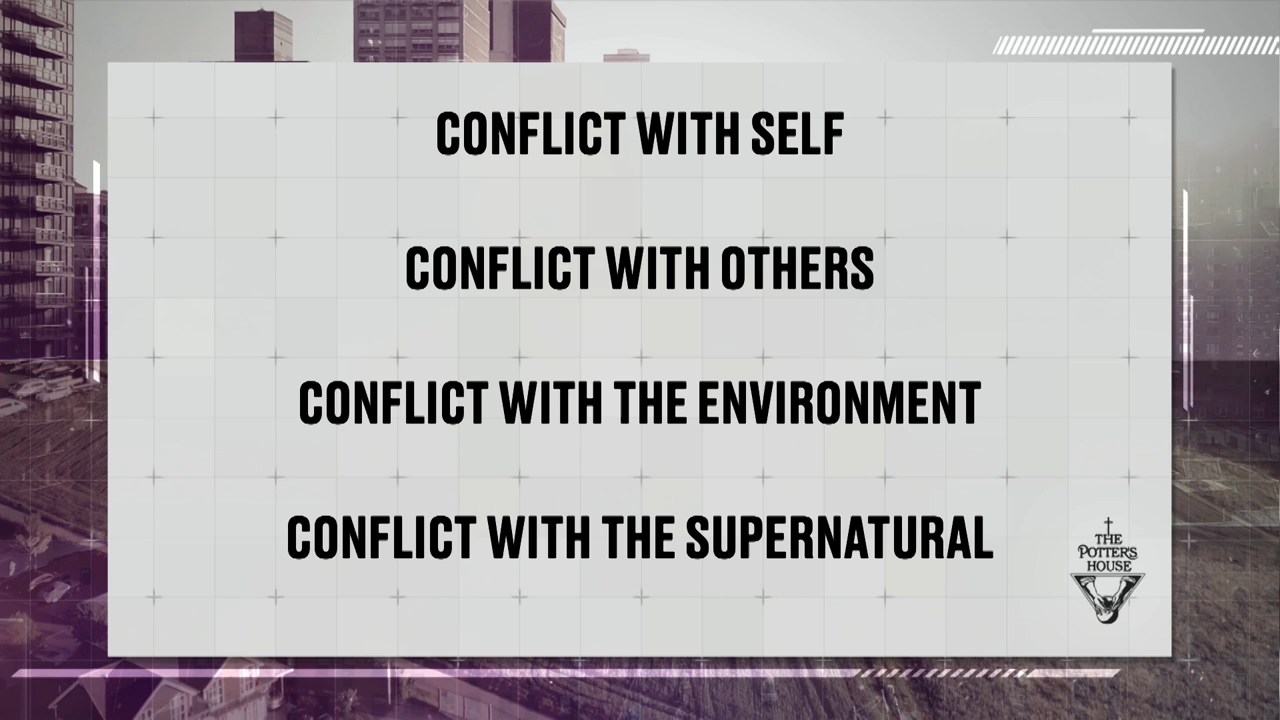 CONFLICT WITH SELF
CONFLICT WITH OTHERS
CONFLICT WITH THE ENVIRONMENT
CONFLICT WITH THE SUPERNATURAL
THE
POTTER'S
HOUSE